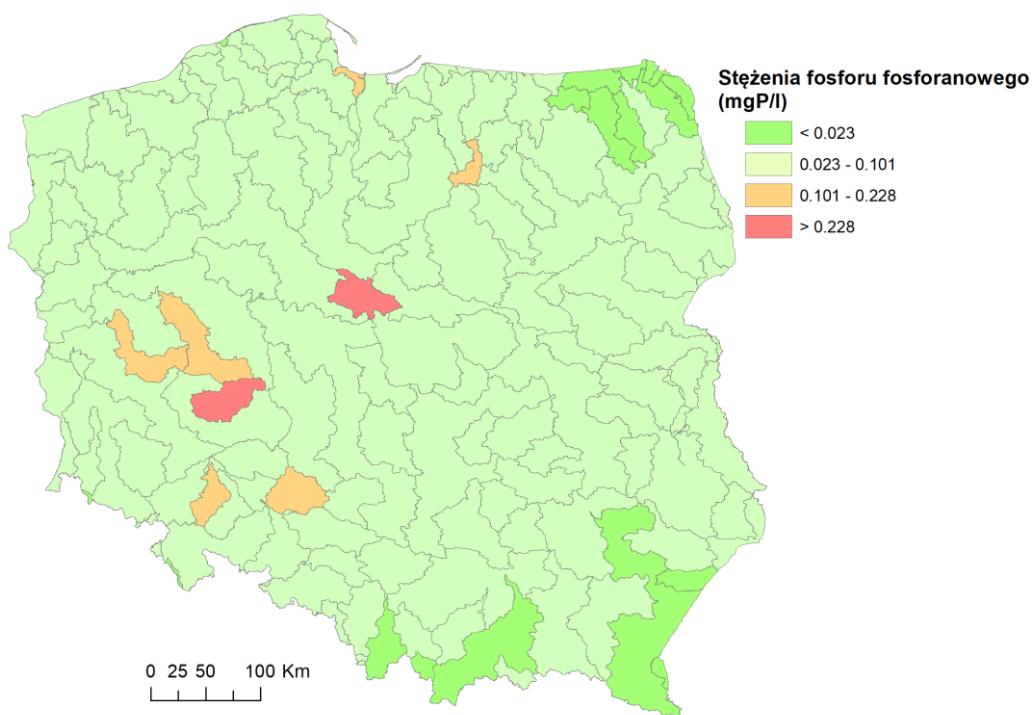 Stężenia fosforu fosforanowego
(mgP/l)
< 0.023
0.023 - 0.101
0.101 - 0.228
> 0.228
0 25 50 100 Km